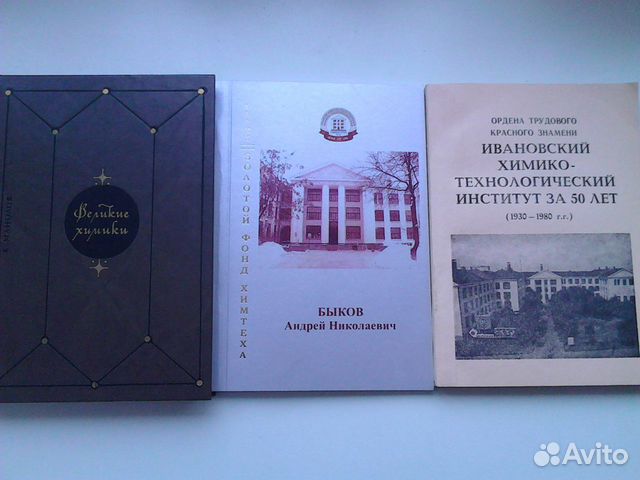 К. МАНОЛОВ
Великие
химики
ЗОЛОТОЙ ФОНД ХИМТЕХА
БЫКОВ
Андрей Николаевич
ОРДЕНА ТРУДОВОГО
КРАСНОГО ЗНАМЕНИ
ИВАНОВСКИЙ
ХИМИКО-
ТЕХНОЛОГИЧЕСКИЙ
ИНСТИТУТ ЗА 50 ЛЕТ
(1930—1980 г.г.)
Avito